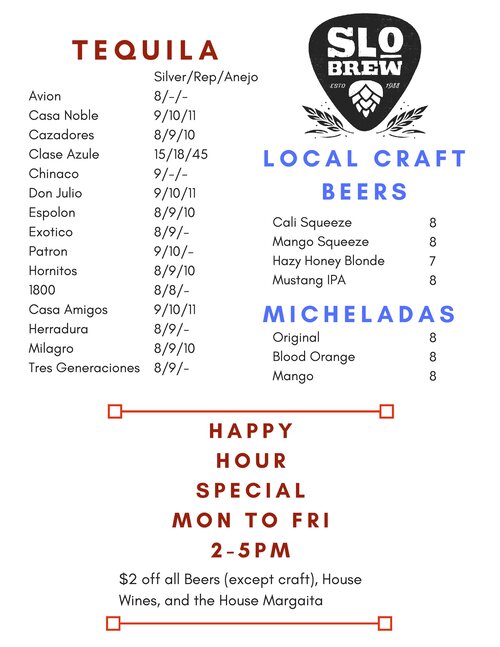 TEQUILA
Silver/Rep/Anejo
Avion 8/-/-
Casa Noble 9/10/11
Cazadores 8/9/10
Clase Azule 15/18/45
Chinaco 9/-/-
Don Julio 9/10/11
Espolon 8/9/10
Exotico 8/9/-
Patron 9/10/-
Hornitos 8/9/10
1800 8/8/-
Casa Amigos 9/10/11
Herradura 8/9/-
Milagro 8/9/10
Tres Generaciones 8/9/-
SLO
BREW
ESTD 1988
LOCAL CRAFT
BEERS
Cali Squeeze 8
Mango Squeeze 8
Hazy Honey Blonde 7
Mustang IPA 8
MICHELADAS
Original 8
Blood Orange 8
Mango 8
HAPPY
HOUR
SPECIAL
MON TO FRI
2-5PM
$2 off all Beers (except craft), House
Wines, and the House Margaita